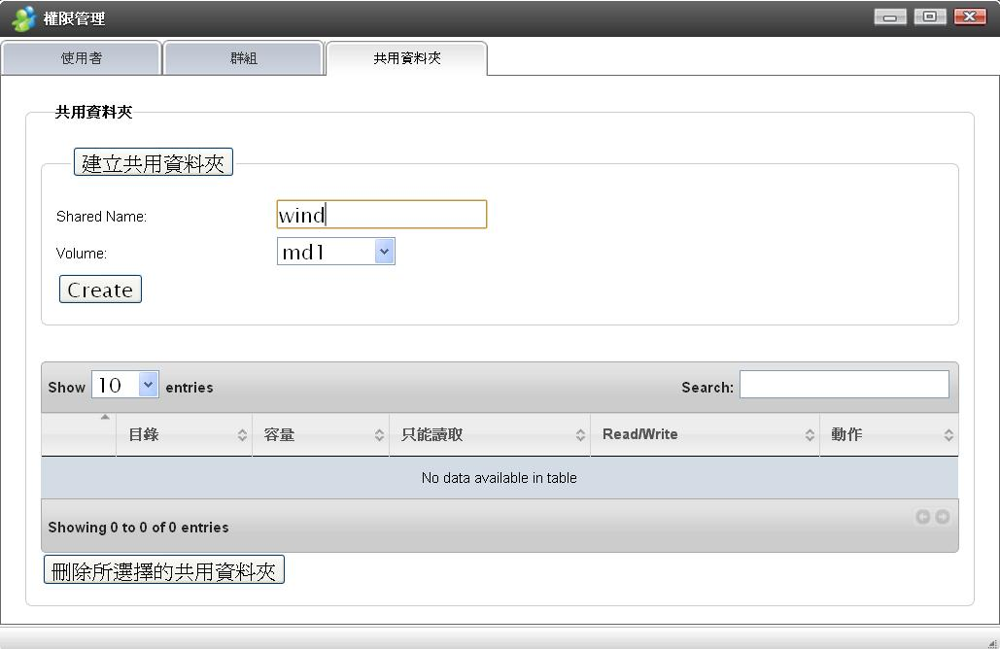 權限管理
使用者 群組 共用資料夾
共用資料夾
建立共用資料夾
Shared Name: wind
Volume: md1
Create
Show 10 entries Search:
目錄 容量 只能讀取 Read/Write 動作
No data available in table
Showing 0 to 0 of 0 entries
刪除所選擇的共用資料夾